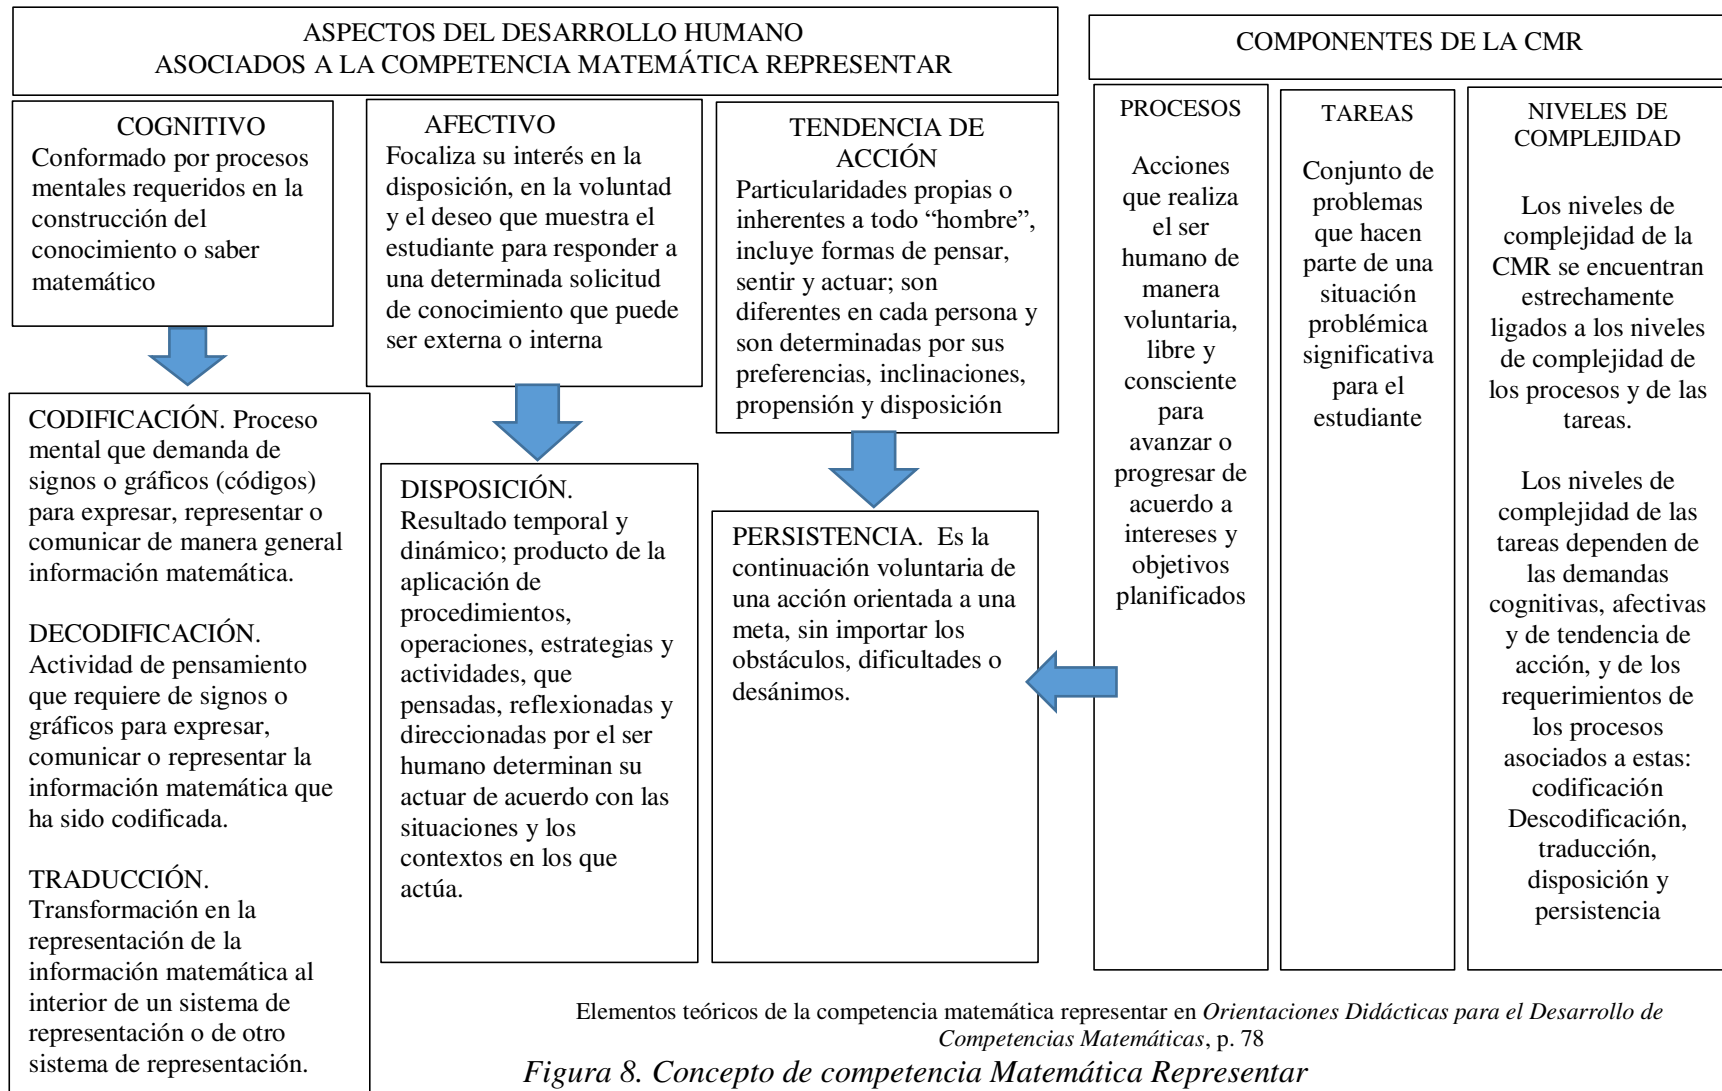 ASPECTOS DEL DESARROLLO HUMANO
ASOCIADOS A LA COMPETENCIA MATEMÁTICA REPRESENTAR
COGNITIVO
Conformado por procesos
mentales requeridos en la
construcción del
conocimiento o saber
matemático
AFECTIVO
Focaliza su interés en la
disposición, en la voluntad
y el deseo que muestra el
estudiante para responder a
una determinada solicitud
de conocimiento que puede
ser externa o interna
TENDENCIA DE
ACCIÓN
Particularidades propias o
inherentes a todo “hombre”,
incluye formas de pensar,
sentir y actuar; son
diferentes en cada persona y
son determinadas por sus
preferencias, inclinaciones,
propensión y disposición
CODIFICACIÓN. Proceso
mental que demanda de
signos o gráficos (códigos)
para expresar, representar o
comunicar de manera general
información matemática.
DECODIFICACIÓN.
Actividad de pensamiento
que requiere de signos o
gráficos para expresar,
comunicar o representar la
información matemática que
ha sido codificada.
TRADUCCIÓN.
Transformación en la
representación de la
información matemática al
interior de un sistema de
representación o de otro
sistema de representación.
DISPOSICIÓN.
Resultado temporal y
dinámico; producto de la
aplicación de
procedimientos,
operaciones, estrategias y
actividades, que
pensadas, reflexionadas y
direccionadas por el ser
humano determinan su
actuar de acuerdo con las
situaciones y los
contextos en los que
actúa.
PERSISTENCIA. Es la
continuación voluntaria de
una acción orientada a una
meta, sin importar los
obstáculos, dificultades o
desánimos.
COMPONENTES DE LA CMR
PROCESOS
Acciones
que realiza
el ser
humano de
manera
voluntaria,
libre y
consciente
para
avanzar o
progresar de
acuerdo a
intereses y
objetivos
planificados
TAREAS
Conjunto de
problemas
que hacen
parte de una
situación
problémica
significativa
para el
estudiante
NIVELES DE
COMPLEJIDAD
Los niveles de
complejidad de la
CMR se encuentran
estrechamente
ligados a los niveles
de complejidad de
los procesos y de las
tareas.
Los niveles de
complejidad de las
tareas dependen de
las demandas
cognitivas, afectivas
y de tendencia de
acción, y de los
requerimientos de
los procesos
asociados a estas:
codificación
Descodificación,
traducción,
disposición y
persistencia
Elementos teóricos de la competencia matemática representar en Orientaciones Didácticas para el Desarrollo de
Competencias Matemáticas, p. 78
Figura 8. Concepto de competencia Matemática Representar